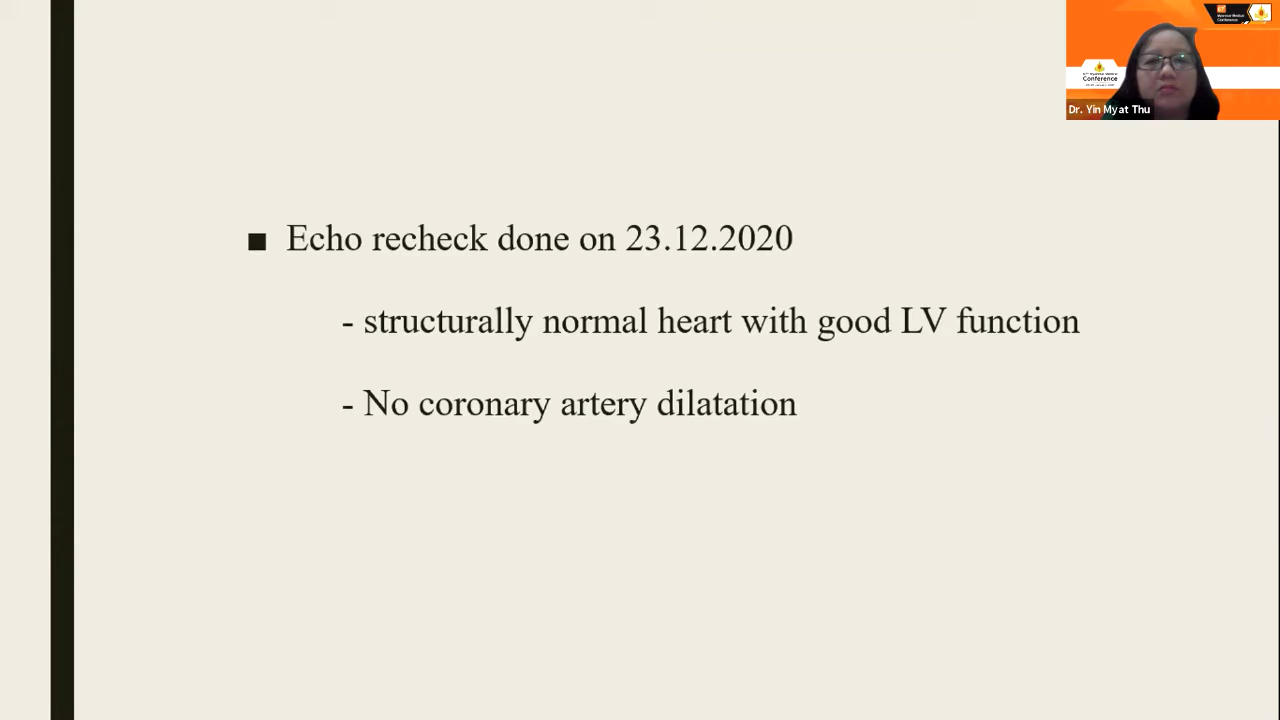 ■ Echo recheck done on 23.12.2020
- structurally normal heart with good LV function
- No coronary artery dilatation
Conference
Dr. Yin Myat Thu